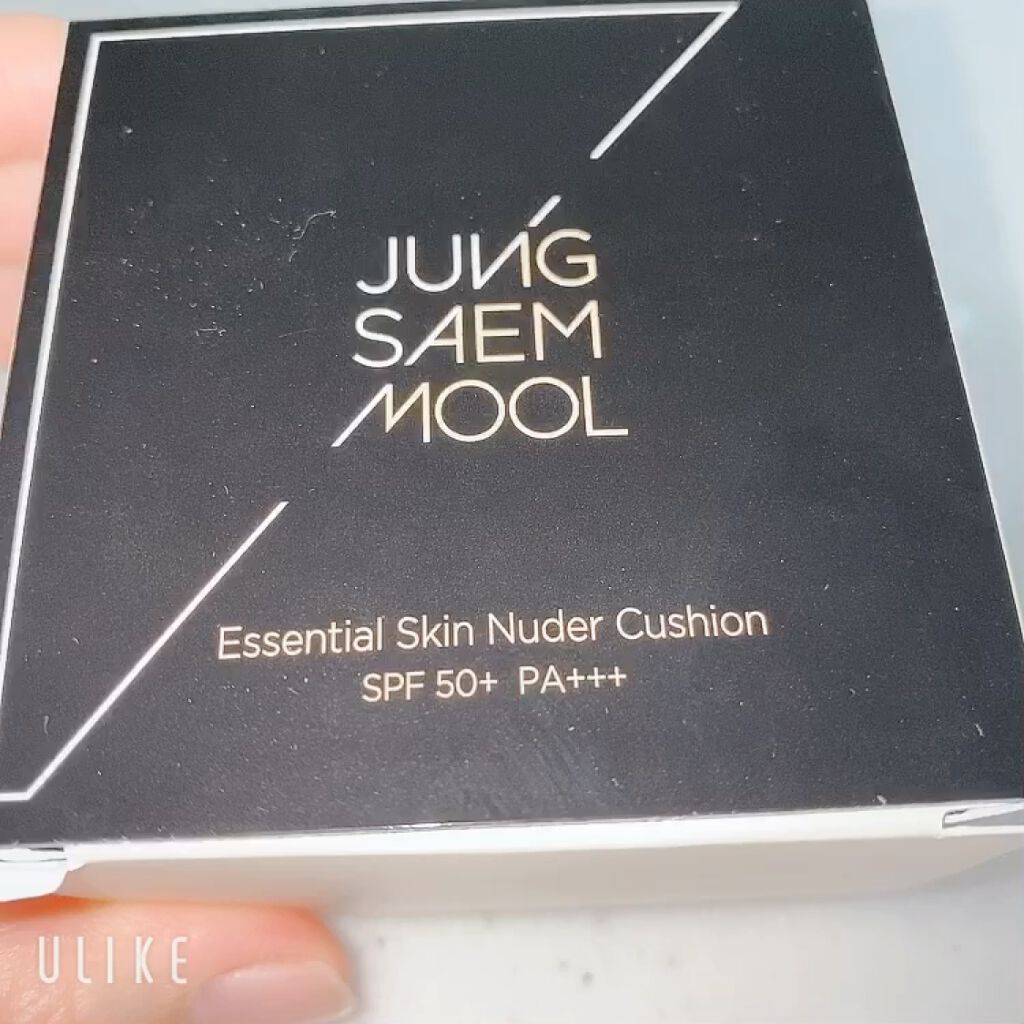 JUNG
SAEM
MOOL
Essential Skin Nuder Cushion
SPF 50+ PA+++
ULIKE